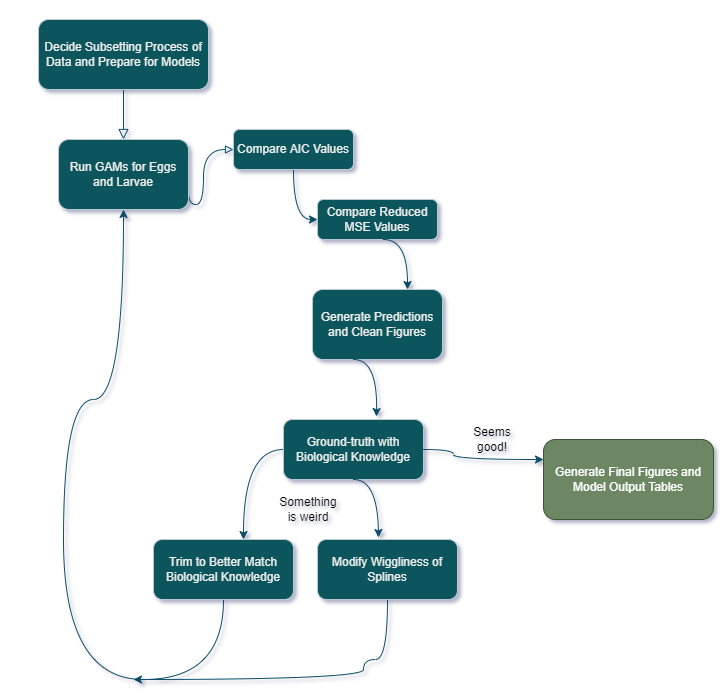 Decide Subsetting Process of
Data and Prepare for Models
Run GAMs for Eggs
and Larvae
Compare AIC Values
Compare Reduced
MSE Values
Generate Predictions
and Clean Figures
Ground-truth with
Biological Knowledge
Seems
good!
Generate Final Figures and
Model Output Tables
Something
is weird
Trim to Better Match
Biological Knowledge
Modify Wiggliness of
Splines